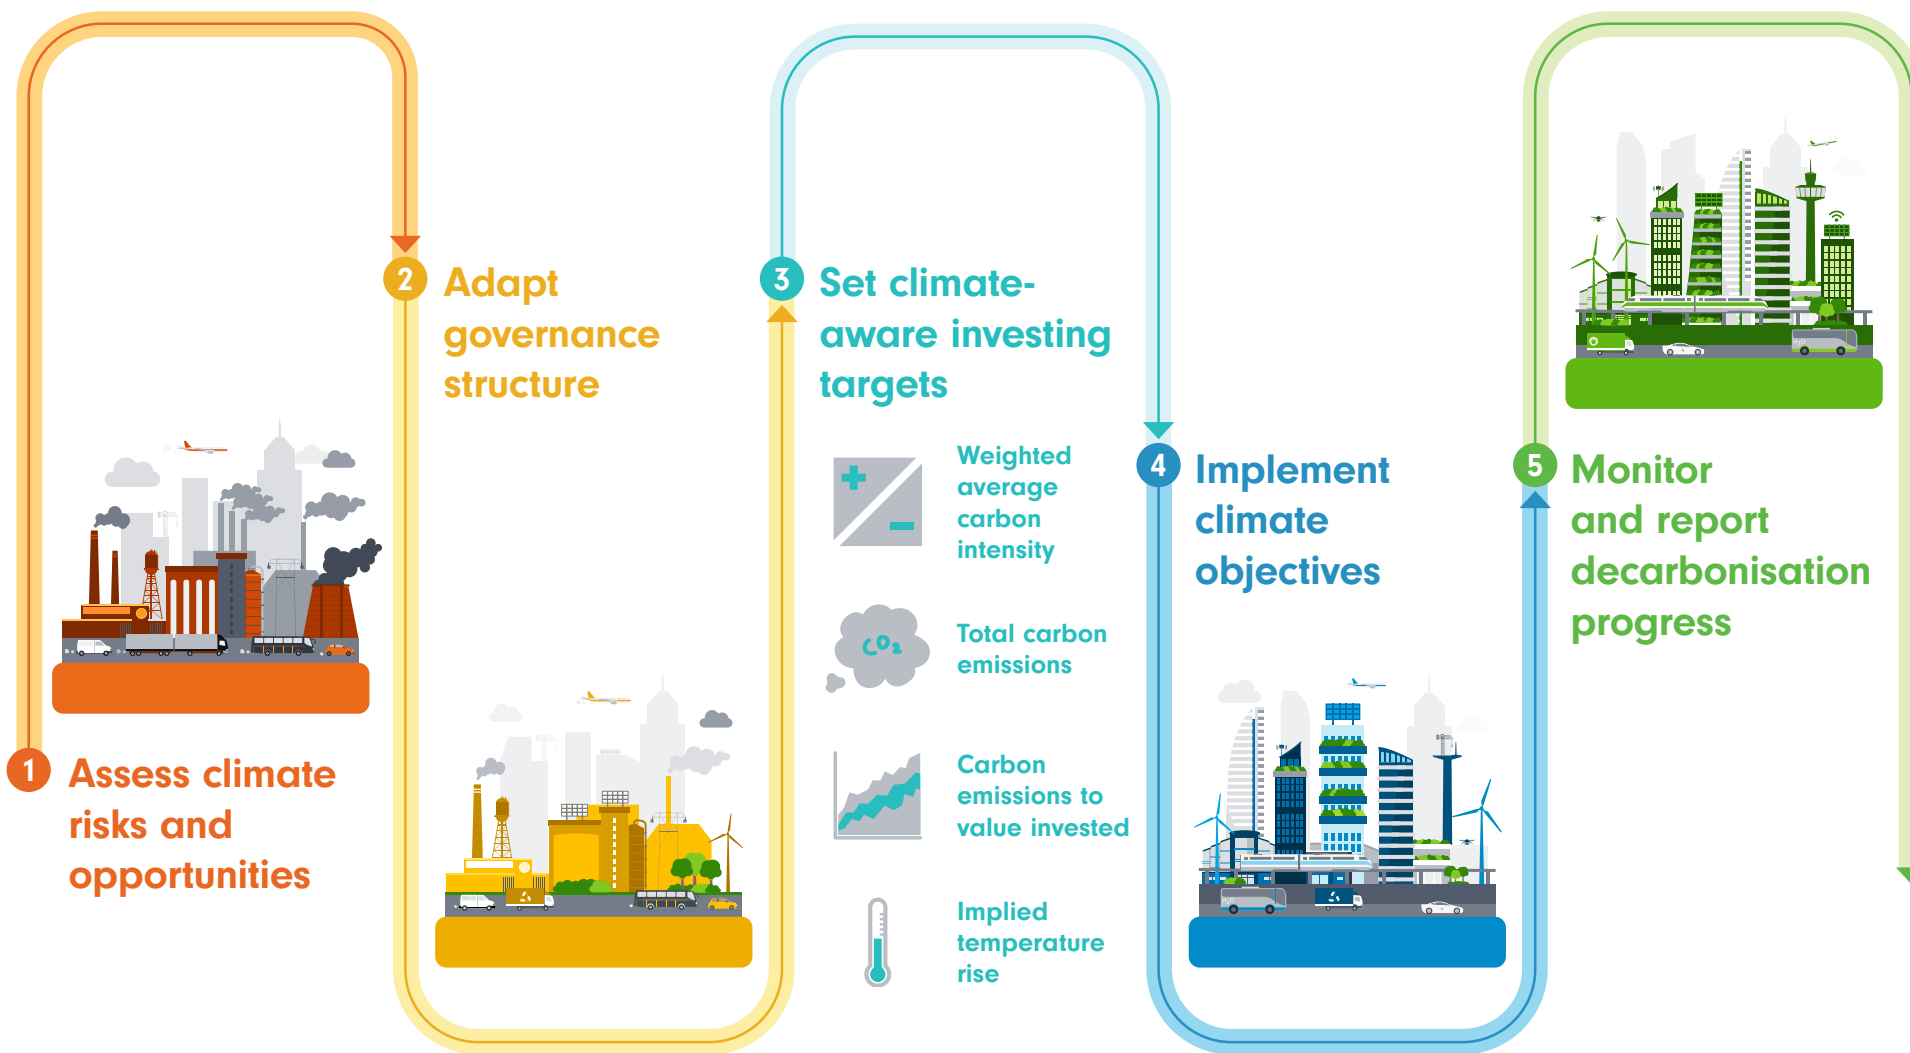 1
Assess climate
risks and
opportunities
2
Adapt
governance
structure
3
Set climate-
aware investing
targets
Weighted
average
carbon
intensity
CO₂
Total carbon
emissions
Carbon
emissions to
value invested
Implied
temperature
rise
4
Implement
climate
objectives
H₂O
5
Monitor
and report
decarbonisation
progress
H₂O